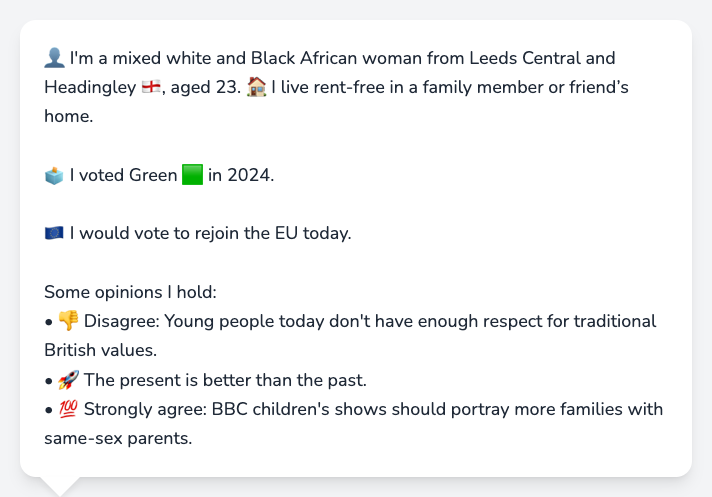 👤 I'm a mixed white and Black African woman from Leeds Central and
Headingley 🏴󠁧󠁢󠁥󠁮󠁧󠁿, aged 23. 🏠 I live rent-free in a family member or friend’s
home.
🗳️ I voted Green 🟩 in 2024.
🇪🇺 I would vote to rejoin the EU today.
Some opinions I hold:
• 👎 Disagree: Young people today don't have enough respect for traditional
British values.
• 🚀 The present is better than the past.
• 💯 Strongly agree: BBC children's shows should portray more families with
same-sex parents.